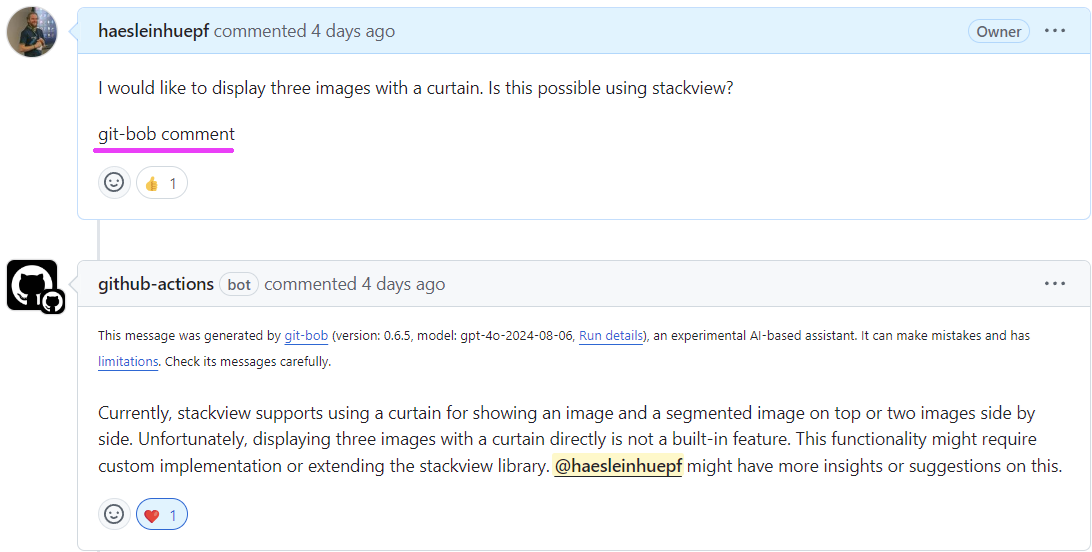 haesleinhuepf commented 4 days ago Owner ...
I would like to display three images with a curtain. Is this possible using stackview?
git-bob comment
👍 1
github-actions bot commented 4 days ago ...
This message was generated by git-bob (version: 0.6.5, model: gpt-4o-2024-08-06, Run details), an experimental AI-based assistant. It can make mistakes and has
limitations. Check its messages carefully.
Currently, stackview supports using a curtain for showing an image and a segmented image on top or two images side by
side. Unfortunately, displaying three images with a curtain directly is not a built-in feature. This functionality might require
custom implementation or extending the stackview library. @haesleinhuepf might have more insights or suggestions on this.
❤️ 1